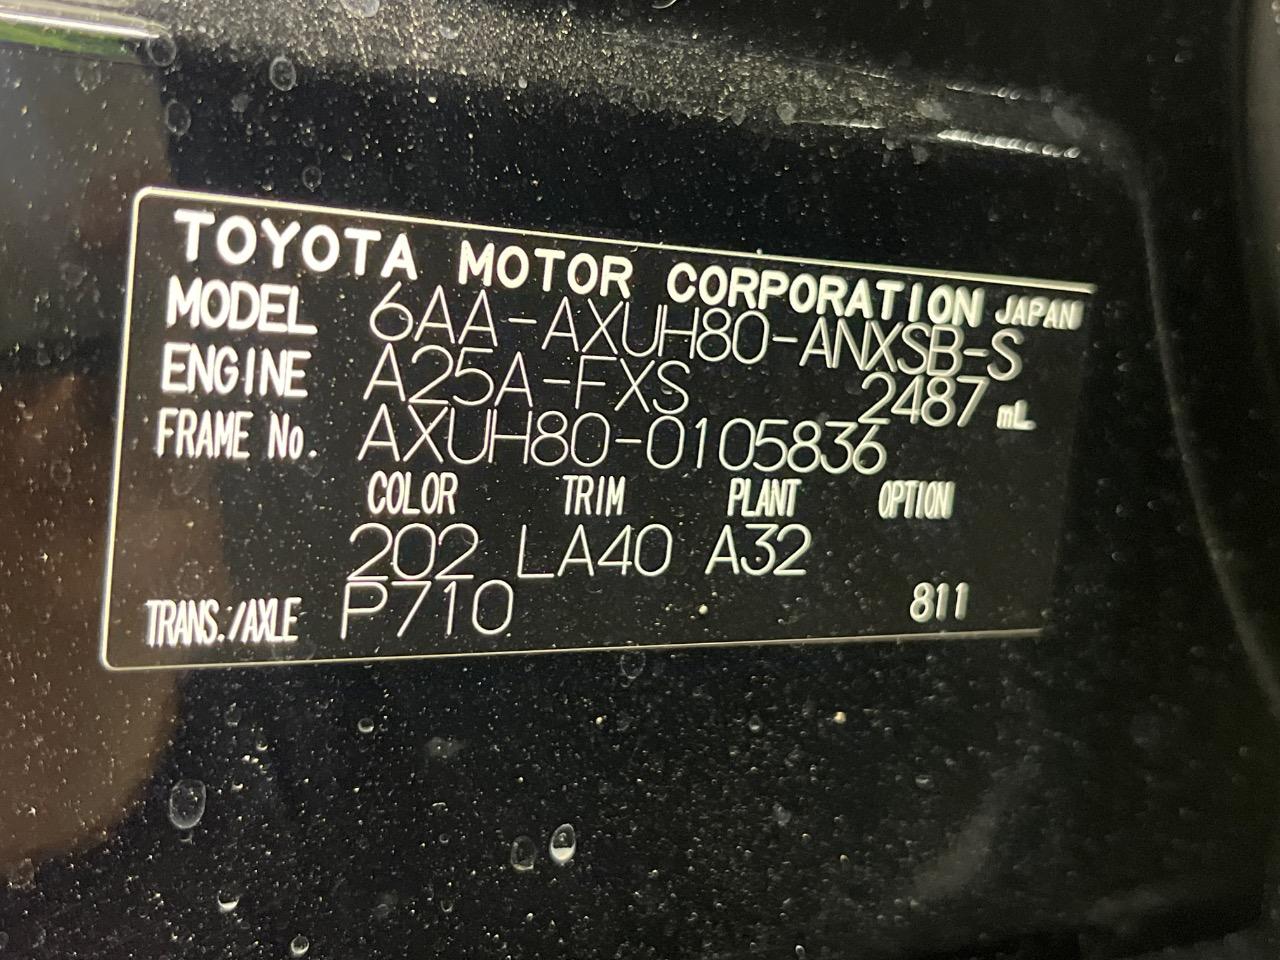 TOYOTA MOTOR CORPORATION JAPAN
MODEL 6AA-AXUH80-ANXSB-S
ENGINE A25A-FXS 2487 mL
FRAME No. AXUH80-0105836
COLOR TRIM PLANT OPTION
202 LA40 A32
TRANS./AXLE P710 811